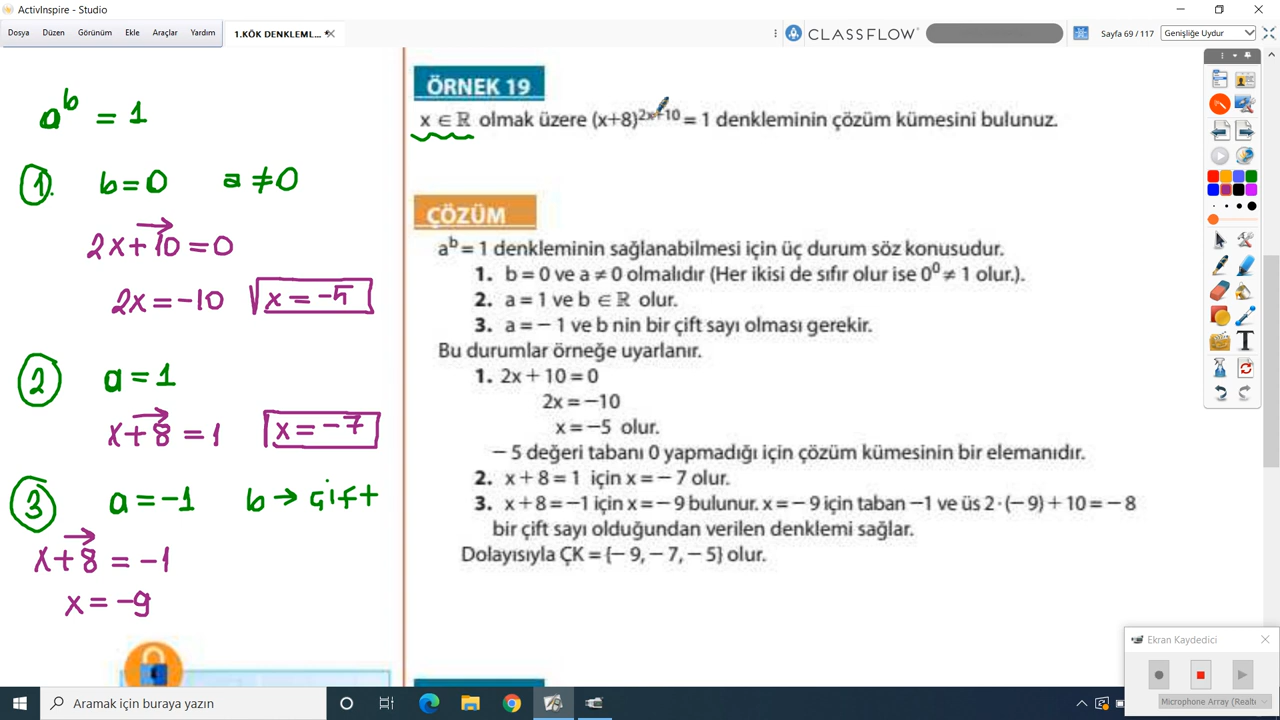 ActivInspire - Studio
Dosya Düzen Görünüm Ekle Araçlar Yardım
1.KÖK DENKLEML...
CLASSFLOW
Sayfa 69 / 117
Genişliğe Uydur
a^b = 1
1. b = 0 a ≠ 0
2x + 10 = 0
2x = -10 x = -5
2 a = 1
x + 8 = 1 x = -7
3 a = -1 b → çift
x + 8 = -1
x = -9
ÖRNEK 19
x ∈ ℝ olmak üzere (x+8)^2x+10 = 1 denkleminin çözüm kümesini bulunuz.
ÇÖZÜM
a^b = 1 denkleminin sağlanabilmesi için üç durum söz konusudur.
1. b = 0 ve a ≠ 0 olmalıdır (Her ikisi de sıfır olur ise 0^0 ≠ 1 olur.).
2. a = 1 ve b ∈ ℝ olur.
3. a = − 1 ve b nin bir çift sayı olması gerekir.
Bu durumlar örneğe uyarlanır.
1. 2x + 10 = 0
2x = −10
x = −5 olur.
− 5 değeri tabanı 0 yapmadığı için çözüm kümesinin bir elemanıdır.
2. x + 8 = 1 için x = − 7 olur.
3. x + 8 = −1 için x = − 9 bulunur. x = − 9 için taban −1 ve üs 2 · (− 9) + 10 = − 8
bir çift sayı olduğundan verilen denklemi sağlar.
Dolayısıyla ÇK = {− 9, − 7, − 5} olur.
Ekran Kaydedici
Microphone Array (Realt
Aramak için buraya yazın